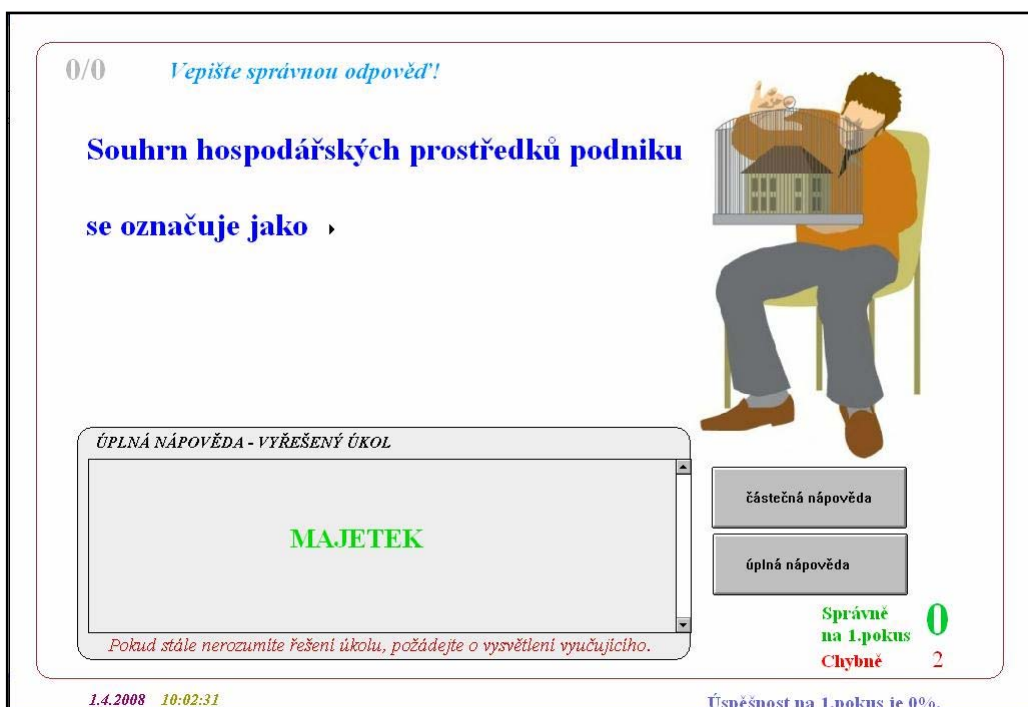 0/0
Vepište správnou odpověď!
Souhrn hospodářských prostředků podniku
se označuje jako
ÚPLNÁ NÁPOVĚDA - VYŘEŠENÝ ÚKOL
MAJETEK
Pokud stále nerozumíte řešení úkolu, požádejte o vysvětlení vyučujícího.
částečná nápověda
úplná nápověda
Správně
na 1.pokus 0
Chybně 2
1.4.2008 10:02:31
Úspěšnost na 1.pokus je 0%.